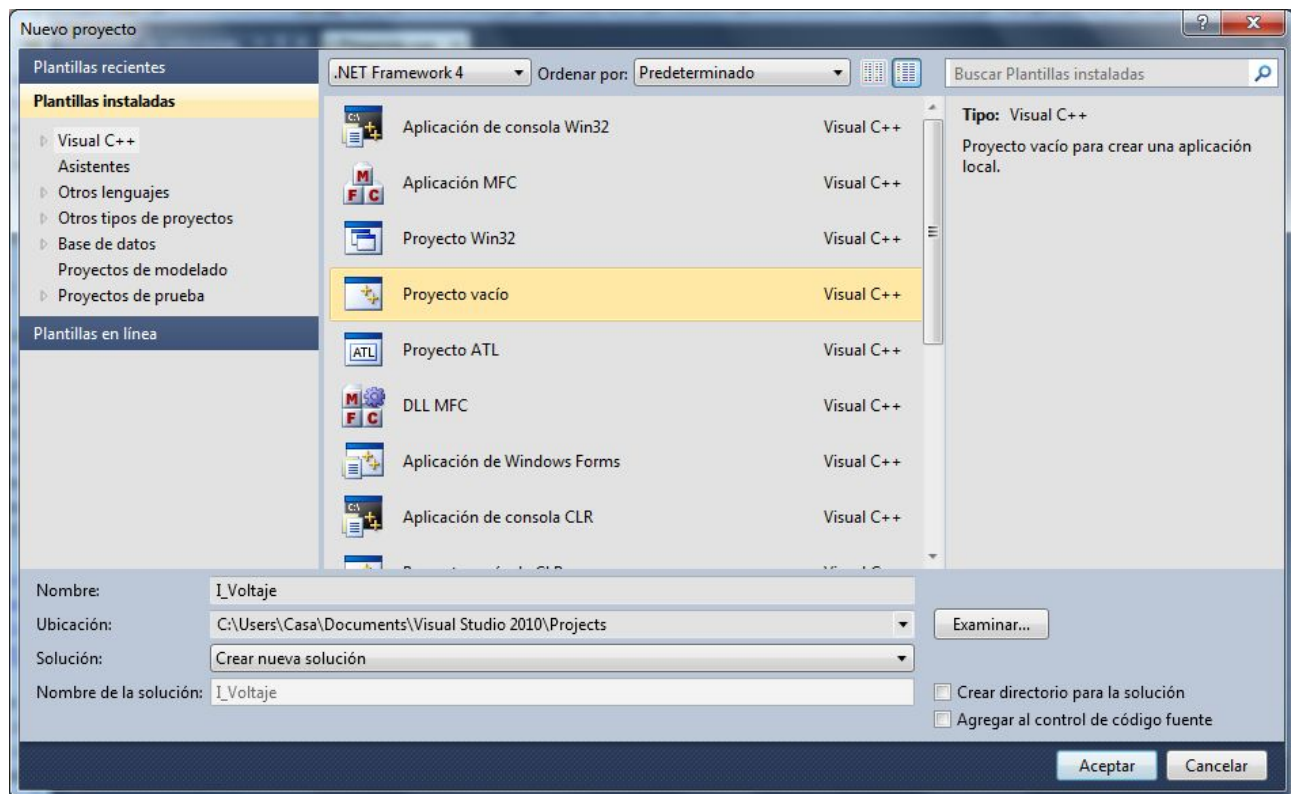 Nuevo proyecto
Plantillas recientes
Plantillas instaladas
Visual C++
Asistentes
Otros lenguajes
Otros tipos de proyectos
Base de datos
Proyectos de modelado
Proyectos de prueba
Plantillas en línea
.NET Framework 4 Ordenar por: Predeterminado
Aplicación de consola Win32 Visual C++
Aplicación MFC Visual C++
Proyecto Win32 Visual C++
Proyecto vacío Visual C++
Proyecto ATL Visual C++
DLL MFC Visual C++
Aplicación de Windows Forms Visual C++
Aplicación de consola CLR Visual C++
Buscar Plantillas instaladas
Tipo: Visual C++
Proyecto vacío para crear una aplicación
local.
Nombre: I_Voltaje
Ubicación: C:\Users\Casa\Documents\Visual Studio 2010\Projects Examinar...
Solución: Crear nueva solución
Nombre de la solución: I_Voltaje
Crear directorio para la solución
Agregar al control de código fuente
Aceptar Cancelar